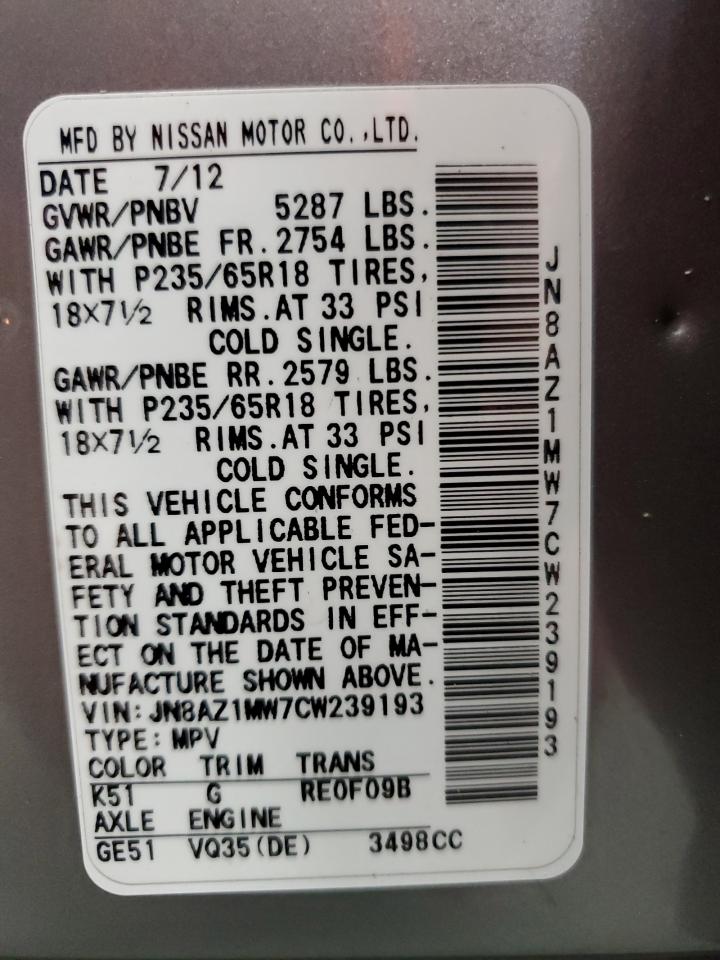 MFD BY NISSAN MOTOR CO.,LTD.
DATE 7/12
GVWR/PNBV 5287 LBS.
GAWR/PNBE FR.2754 LBS.
WITH P235/65R18 TIRES,
18×7½ RIMS.AT 33 PSI
COLD SINGLE.
GAWR/PNBE RR.2579 LBS.
WITH P235/65R18 TIRES,
18×7½ RIMS.AT 33 PSI
COLD SINGLE.
THIS VEHICLE CONFORMS
TO ALL APPLICABLE FED-
ERAL MOTOR VEHICLE SA-
FETY AND THEFT PREVEN-
TION STANDARDS IN EFF-
ECT ON THE DATE OF MA-
NUFACTURE SHOWN ABOVE.
VIN:JN8AZ1MW7CW239193
TYPE:MPV
COLOR TRIM TRANS
K51 G RE0F09B
AXLE ENGINE
GE51 VQ35(DE) 3498CC
JN8AZ1MW7CW239193